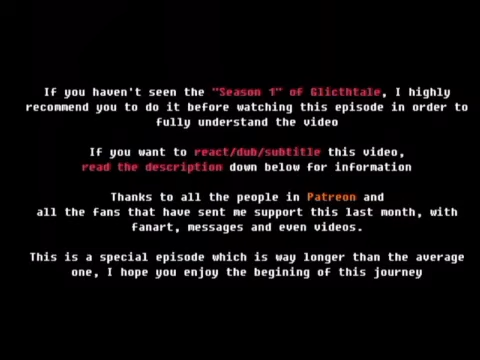 If you haven't seen the "Season 1" of Glicthtale, I highly
recommend you to do it before watching this episode in order to
fully understand the video
If you want to react/dub/subtitle this video,
read the description down below for information
Thanks to all the people in Patreon and
all the fans that have sent me support this last month, with
fanart, messages and even videos.
This is a special episode which is way longer than the average
one, I hope you enjoy the begining of this journey